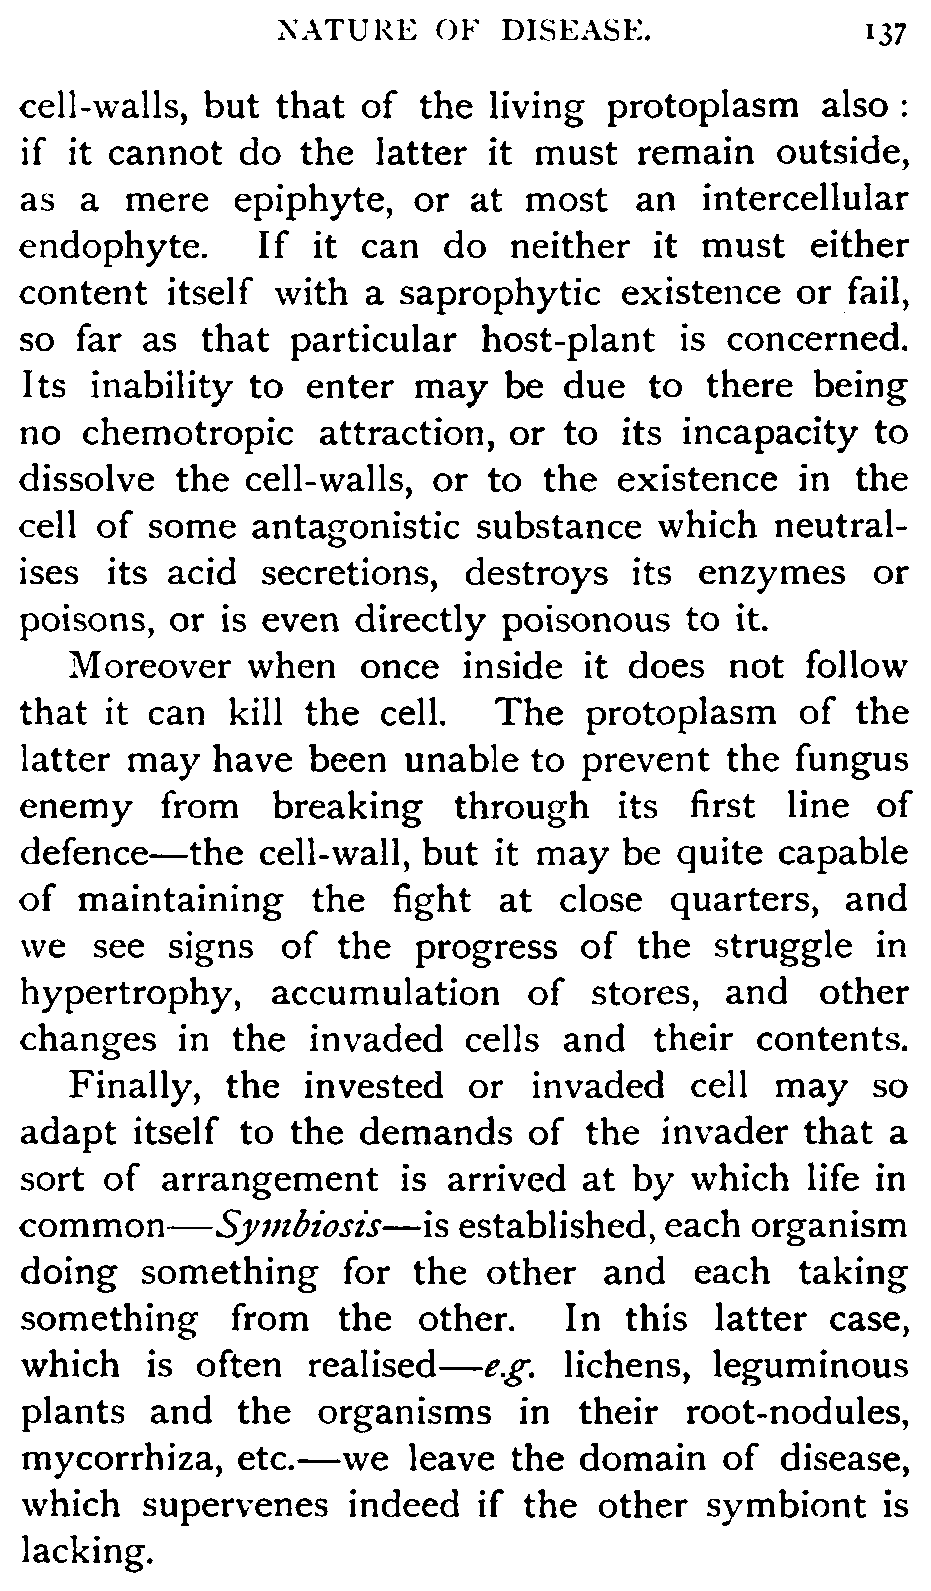 NATURE OF DISEASE. 137
cell-walls, but that of the living protoplasm also :
if it cannot do the latter it must remain outside,
as a mere epiphyte, or at most an intercellular
endophyte. If it can do neither it must either
content itself with a saprophytic existence or fail,
so far as that particular host-plant is concerned.
Its inability to enter may be due to there being
no chemotropic attraction, or to its incapacity to
dissolve the cell-walls, or to the existence in the
cell of some antagonistic substance which neutral-
ises its acid secretions, destroys its enzymes or
poisons, or is even directly poisonous to it.
Moreover when once inside it does not follow
that it can kill the cell. The protoplasm of the
latter may have been unable to prevent the fungus
enemy from breaking through its first line of
defence—the cell-wall, but it may be quite capable
of maintaining the fight at close quarters, and
we see signs of the progress of the struggle in
hypertrophy, accumulation of stores, and other
changes in the invaded cells and their contents.
Finally, the invested or invaded cell may so
adapt itself to the demands of the invader that a
sort of arrangement is arrived at by which life in
common—Symbiosis—is established, each organism
doing something for the other and each taking
something from the other. In this latter case,
which is often realised—e.g. lichens, leguminous
plants and the organisms in their root-nodules,
mycorrhiza, etc.—we leave the domain of disease,
which supervenes indeed if the other symbiont is
lacking.